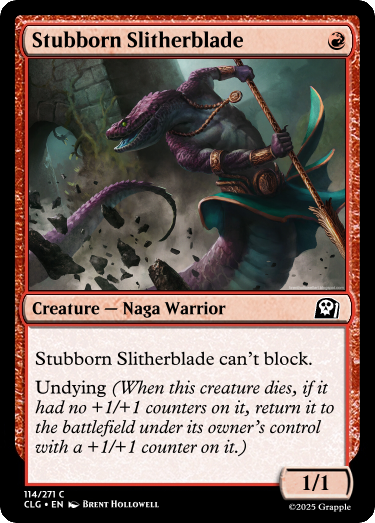 Stubborn Slitherblade
Creature — Naga Warrior
Stubborn Slitherblade can't block.
Undying (When this creature dies, if it
had no +1/+1 counters on it, return it to
the battlefield under its owner's control
with a +1/+1 counter on it.)
1/1
114/271 C
CLG • EN Brent Hollowell
©2025 Grapple